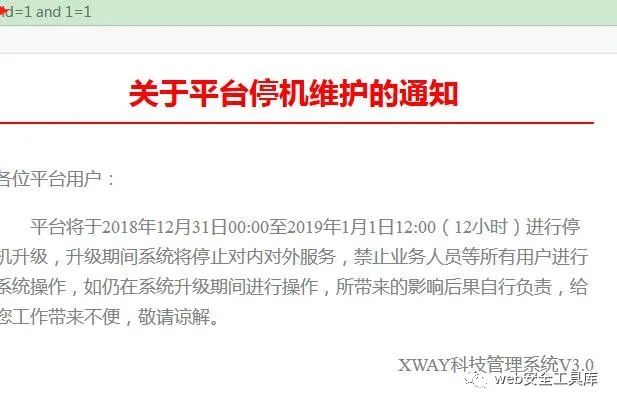 id=1 and 1=1
关于平台停机维护的通知
各位平台用户：
平台将于2018年12月31日00:00至2019年1月1日12:00（12小时）进行停
机升级，升级期间系统将停止对内对外服务，禁止业务人员等所有用户进行
系统操作，如仍在系统升级期间进行操作，所带来的影响后果自行负责，给
您工作带来不便，敬请谅解。
XWAY科技管理系统V3.0
web安全工具库